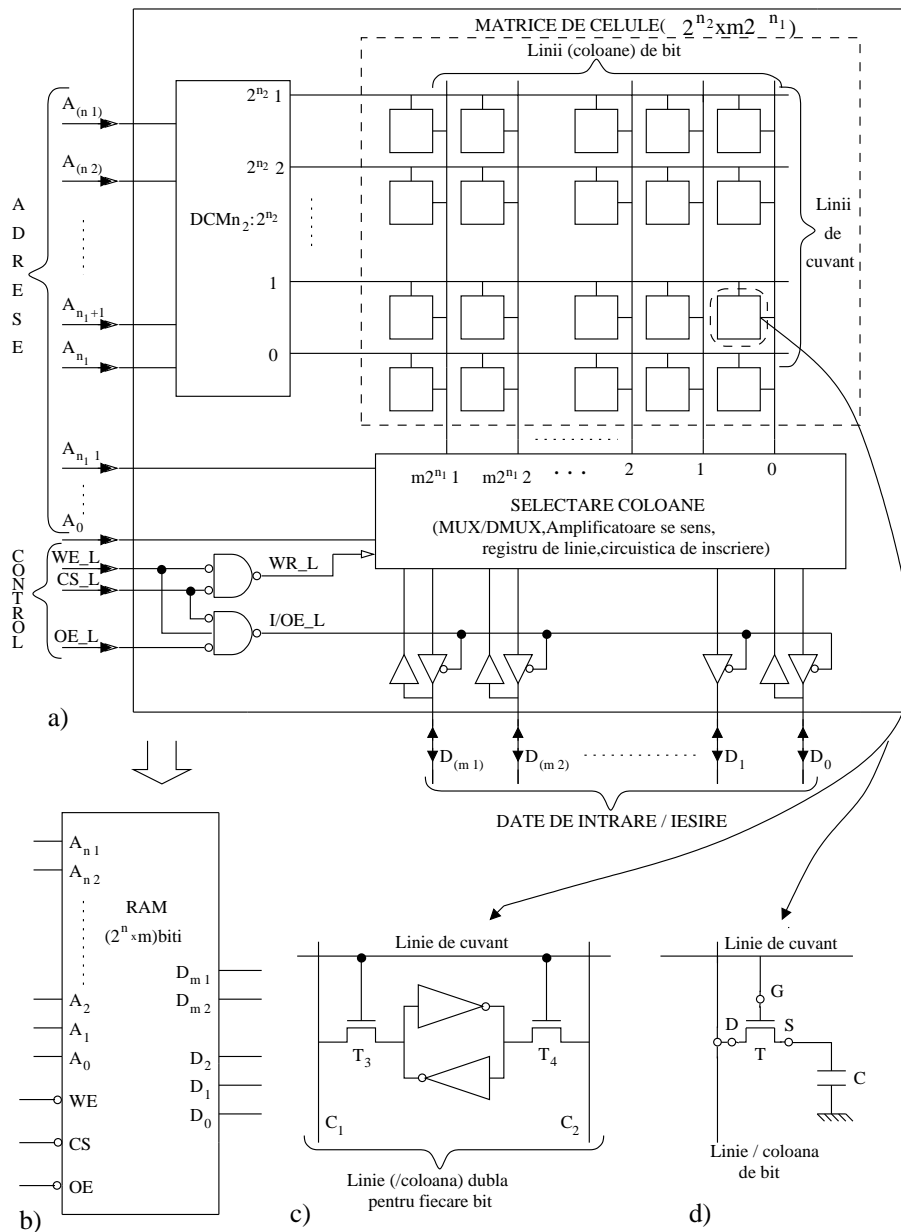 MATRICE DE CELULE( 2^n2 xm2^n1 )
Linii (coloane) de bit
ADRESE
A(n 1)
A(n 2)
An1+1
An1
An1 1
A0
DCMn2:2^n2
2^n2 1
2^n2 2
1
0
Linii
de
cuvant
m2^n1 1
m2^n1 2
2
1
0
SELECTARE COLOANE
(MUX/DMUX,Amplificatoare se sens,
registru de linie,circuistica de inscriere)
CONTROL
WE_L
CS_L
OE_L
WR_L
I/OE_L
D(m 1)
D(m 2)
D1
D0
DATE DE INTRARE / IESIRE
a)
RAM
(2^n xm)biti
An 1
An 2
A2
A1
A0
WE
CS
OE
Dm 1
Dm 2
D2
D1
D0
b)
Linie de cuvant
T3
T4
C1
C2
Linie (/coloana) dubla
pentru fiecare bit
c)
Linie de cuvant
G
D
S
T
C
Linie / coloana
de bit
d)